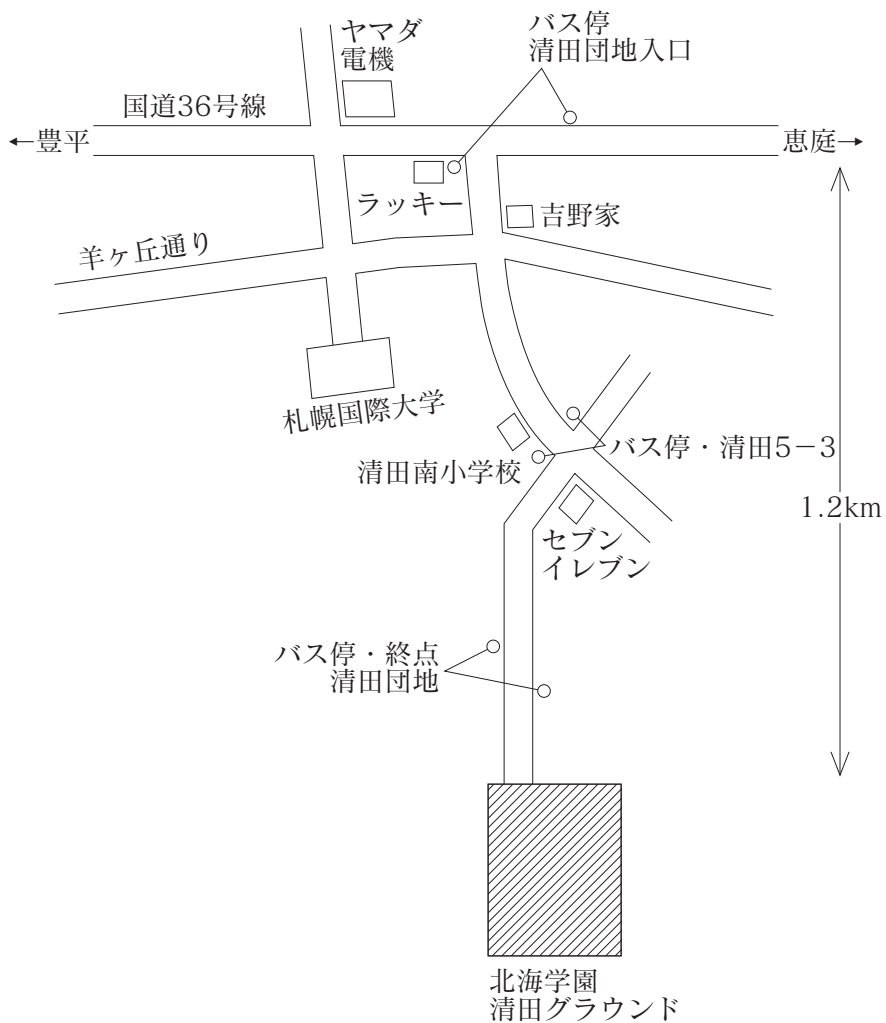 ヤマダ
電機
バス停
清田団地入口
国道36号線
←豊平
恵庭→
ラッキー
吉野家
羊ヶ丘通り
札幌国際大学
バス停・清田5−3
清田南小学校
1.2km
セブン
イレブン
バス停・終点
清田団地
北海学園
清田グラウンド